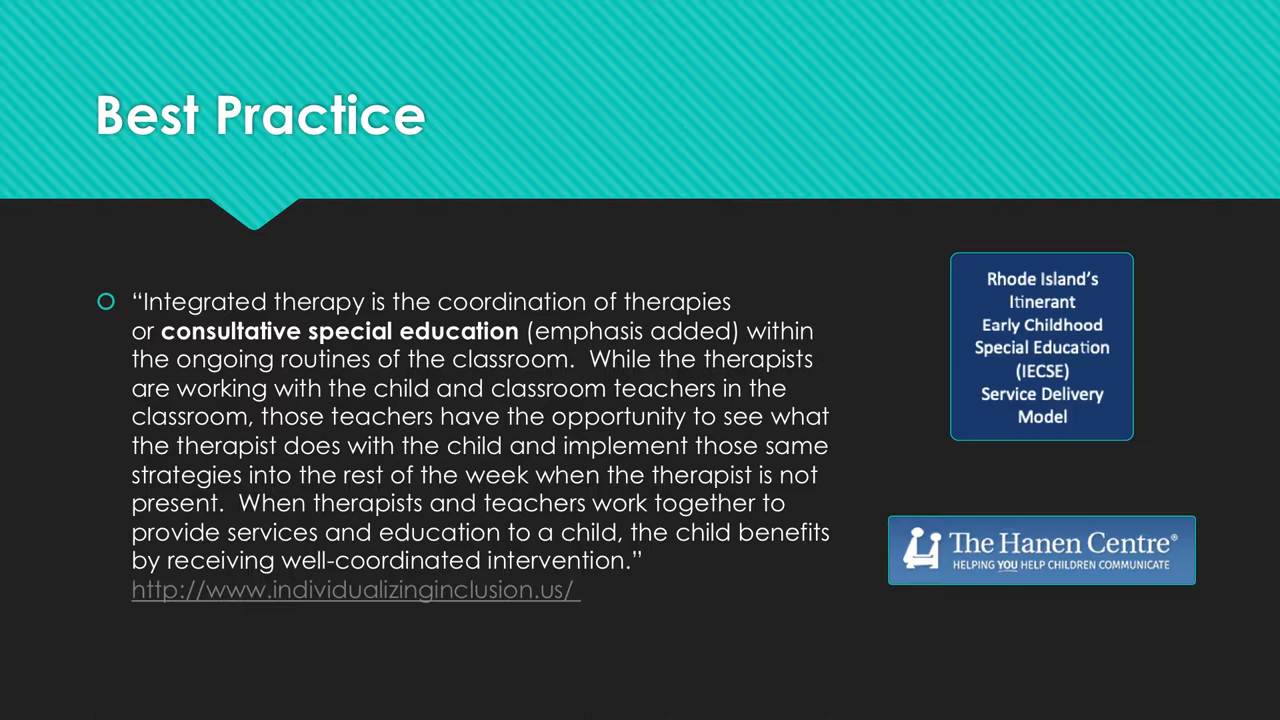 Best Practice
“Integrated therapy is the coordination of therapies
or consultative special education (emphasis added) within
the ongoing routines of the classroom.  While the therapists
are working with the child and classroom teachers in the
classroom, those teachers have the opportunity to see what
the therapist does with the child and implement those same
strategies into the rest of the week when the therapist is not
present.  When therapists and teachers work together to
provide services and education to a child, the child benefits
by receiving well-coordinated intervention.”
http://www.individualizinginclusion.us/
Rhode Island’s
Itinerant
Early Childhood
Special Education
(IECSE)
Service Delivery
Model
The Hanen Centre®
HELPING YOU HELP CHILDREN COMMUNICATE